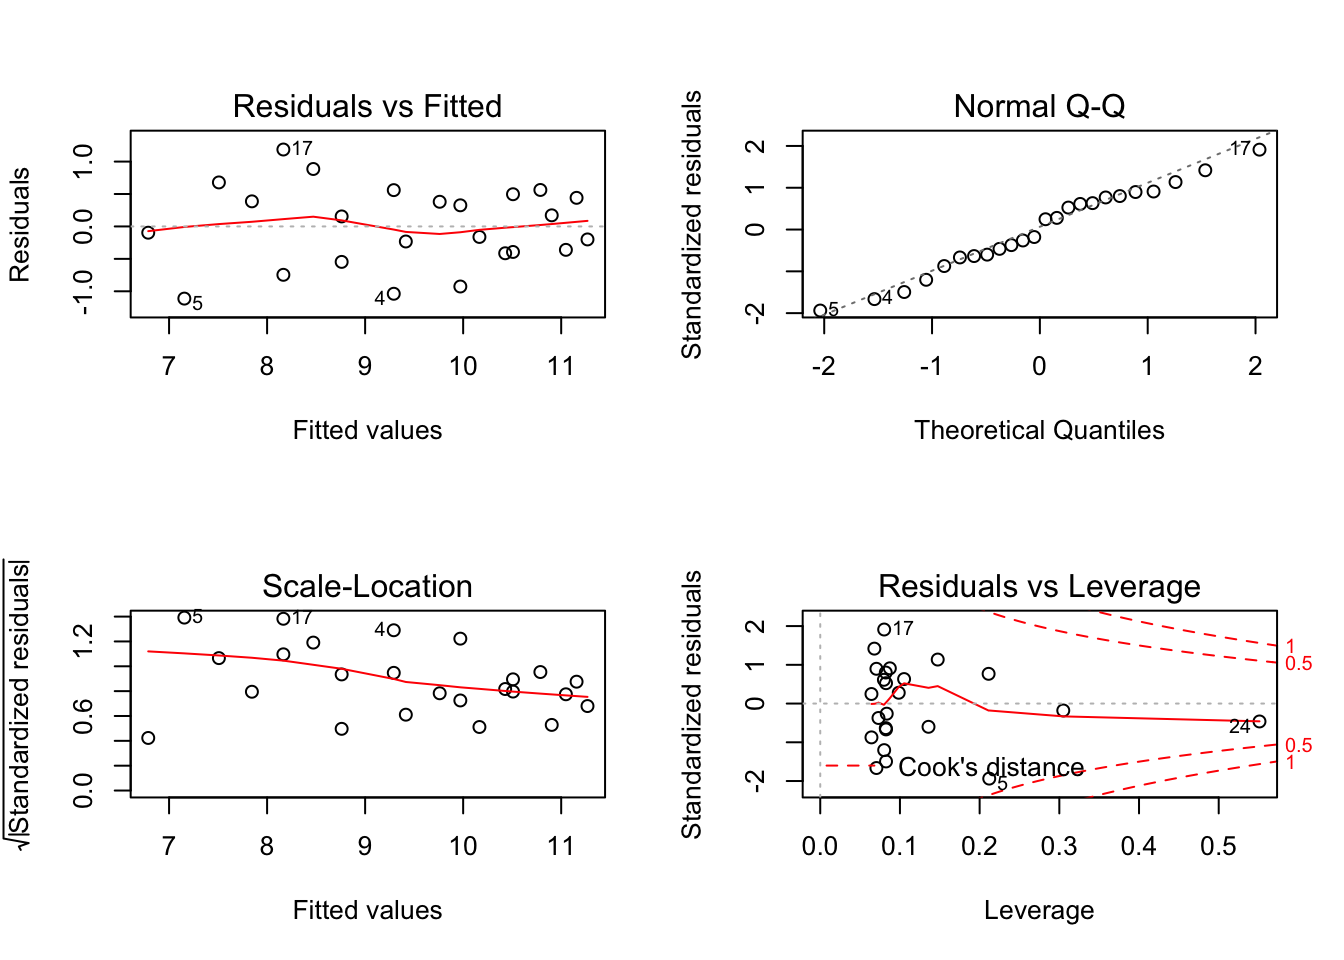 Residuals vs Fitted
Residuals
1.0
0.0
-1.0
17
5
4
7 8 9 10 11
Fitted values
Normal Q-Q
Standardized residuals
2
1
0
-2
17
4
5
-2 -1 0 1 2
Theoretical Quantiles
Scale-Location
√|Standardized residuals|
1.2
0.6
0.0
5
17
4
7 8 9 10 11
Fitted values
Residuals vs Leverage
Standardized residuals
2
1
0
-2
17
1
0.5
24
0.5
1
Cook's distance
5
0.0 0.1 0.2 0.3 0.4 0.5
Leverage